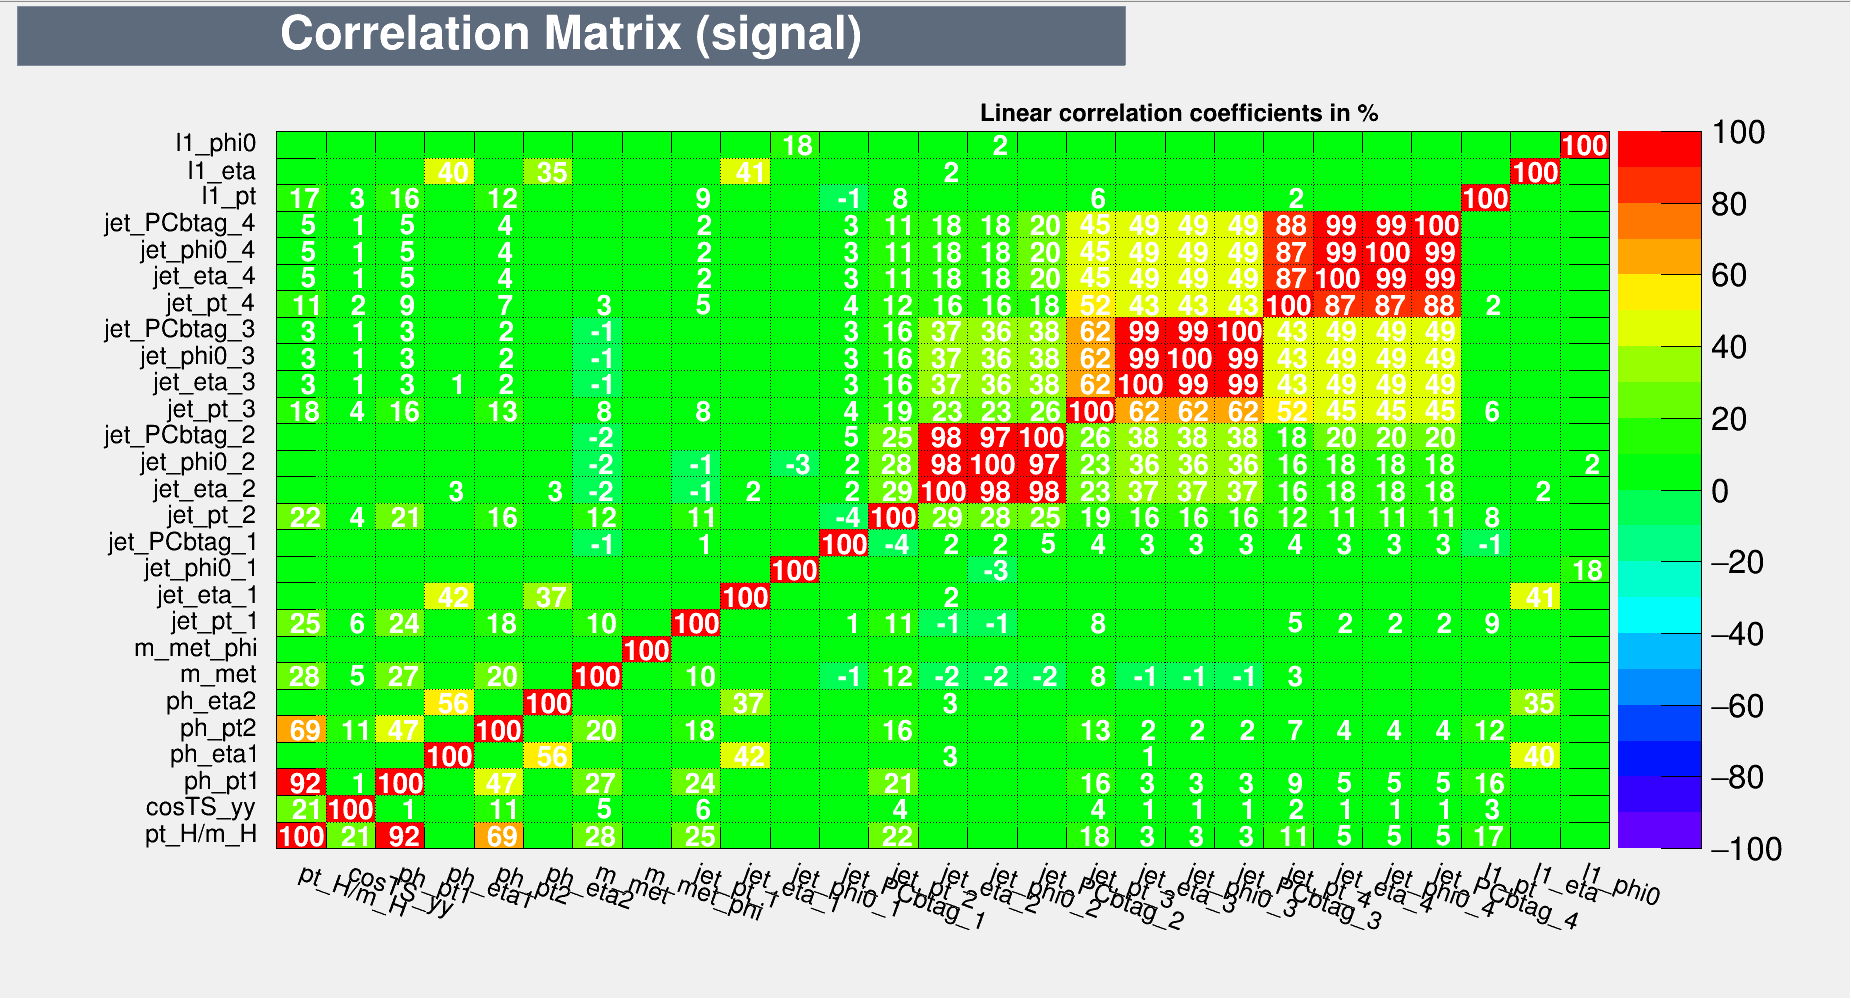 Correlation Matrix (signal)
Linear correlation coefficients in %
l1_phi0 18 2 100
l1_eta 40 35 41 2 100
l1_pt 17 3 16 12 9 -1 8 6 2 100
jet_PCbtag_4 5 1 5 4 2 3 11 18 18 20 45 49 49 49 88 99 99 100
jet_phi0_4 5 1 5 4 2 3 11 18 18 20 45 49 49 49 87 99 100 99
jet_eta_4 5 1 5 4 2 3 11 18 18 20 45 49 49 49 87 100 99 99
jet_pt_4 11 2 9 7 3 5 4 12 16 16 18 52 43 43 43 100 87 87 88 2
jet_PCbtag_3 3 1 3 2 -1 3 16 37 36 38 62 99 99 100 43 49 49 49
jet_phi0_3 3 1 3 2 -1 3 16 37 36 38 62 99 100 99 43 49 49 49
jet_eta_3 3 1 3 1 2 -1 3 16 37 36 38 62 100 99 99 43 49 49 49
jet_pt_3 18 4 16 13 8 8 4 19 23 23 26 100 62 62 62 52 45 45 45 6
jet_PCbtag_2 -2 5 25 98 97 100 26 38 38 38 18 20 20 20
jet_phi0_2 -2 -1 -3 2 28 98 100 97 23 36 36 36 16 18 18 18 2
jet_eta_2 3 3 -2 -1 2 2 29 100 98 98 23 37 37 37 16 18 18 18 2
jet_pt_2 22 4 21 16 12 11 -4 100 29 28 25 19 16 16 16 12 11 11 11 8
jet_PCbtag_1 -1 1 100 -4 2 2 5 4 3 3 3 4 3 3 3 -1
jet_phi0_1 100 -3 18
jet_eta_1 42 37 100 2 41
jet_pt_1 25 6 24 18 10 100 1 11 -1 -1 8 5 2 2 2 9
m_met_phi 100
m_met 28 5 27 20 100 10 -1 12 -2 -2 -2 8 -1 -1 -1 3
ph_eta2 56 100 37 3 35
ph_pt2 69 11 47 100 20 18 16 13 2 2 2 7 4 4 4 12
ph_eta1 100 56 42 3 1 40
ph_pt1 92 1 100 47 27 24 21 16 3 3 3 9 5 5 5 16
cosTS_yy 21 100 1 11 5 6 4 4 1 1 1 2 1 1 1 3
pt_H/m_H 100 21 92 69 28 25 22 18 3 3 3 11 5 5 5 17
pt_H/m_H
cosTS_yy
ph_pt1
ph_eta1
ph_pt2
ph_eta2
m_met
m_met_phi
jet_pt_1
jet_eta_1
jet_phi0_1
jet_PCbtag_1
jet_pt_2
jet_eta_2
jet_phi0_2
jet_PCbtag_2
jet_pt_3
jet_eta_3
jet_phi0_3
jet_PCbtag_3
jet_pt_4
jet_eta_4
jet_phi0_4
jet_PCbtag_4
l1_pt
l1_eta
l1_phi0
100
80
60
40
20
0
−20
−40
−60
−80
−100